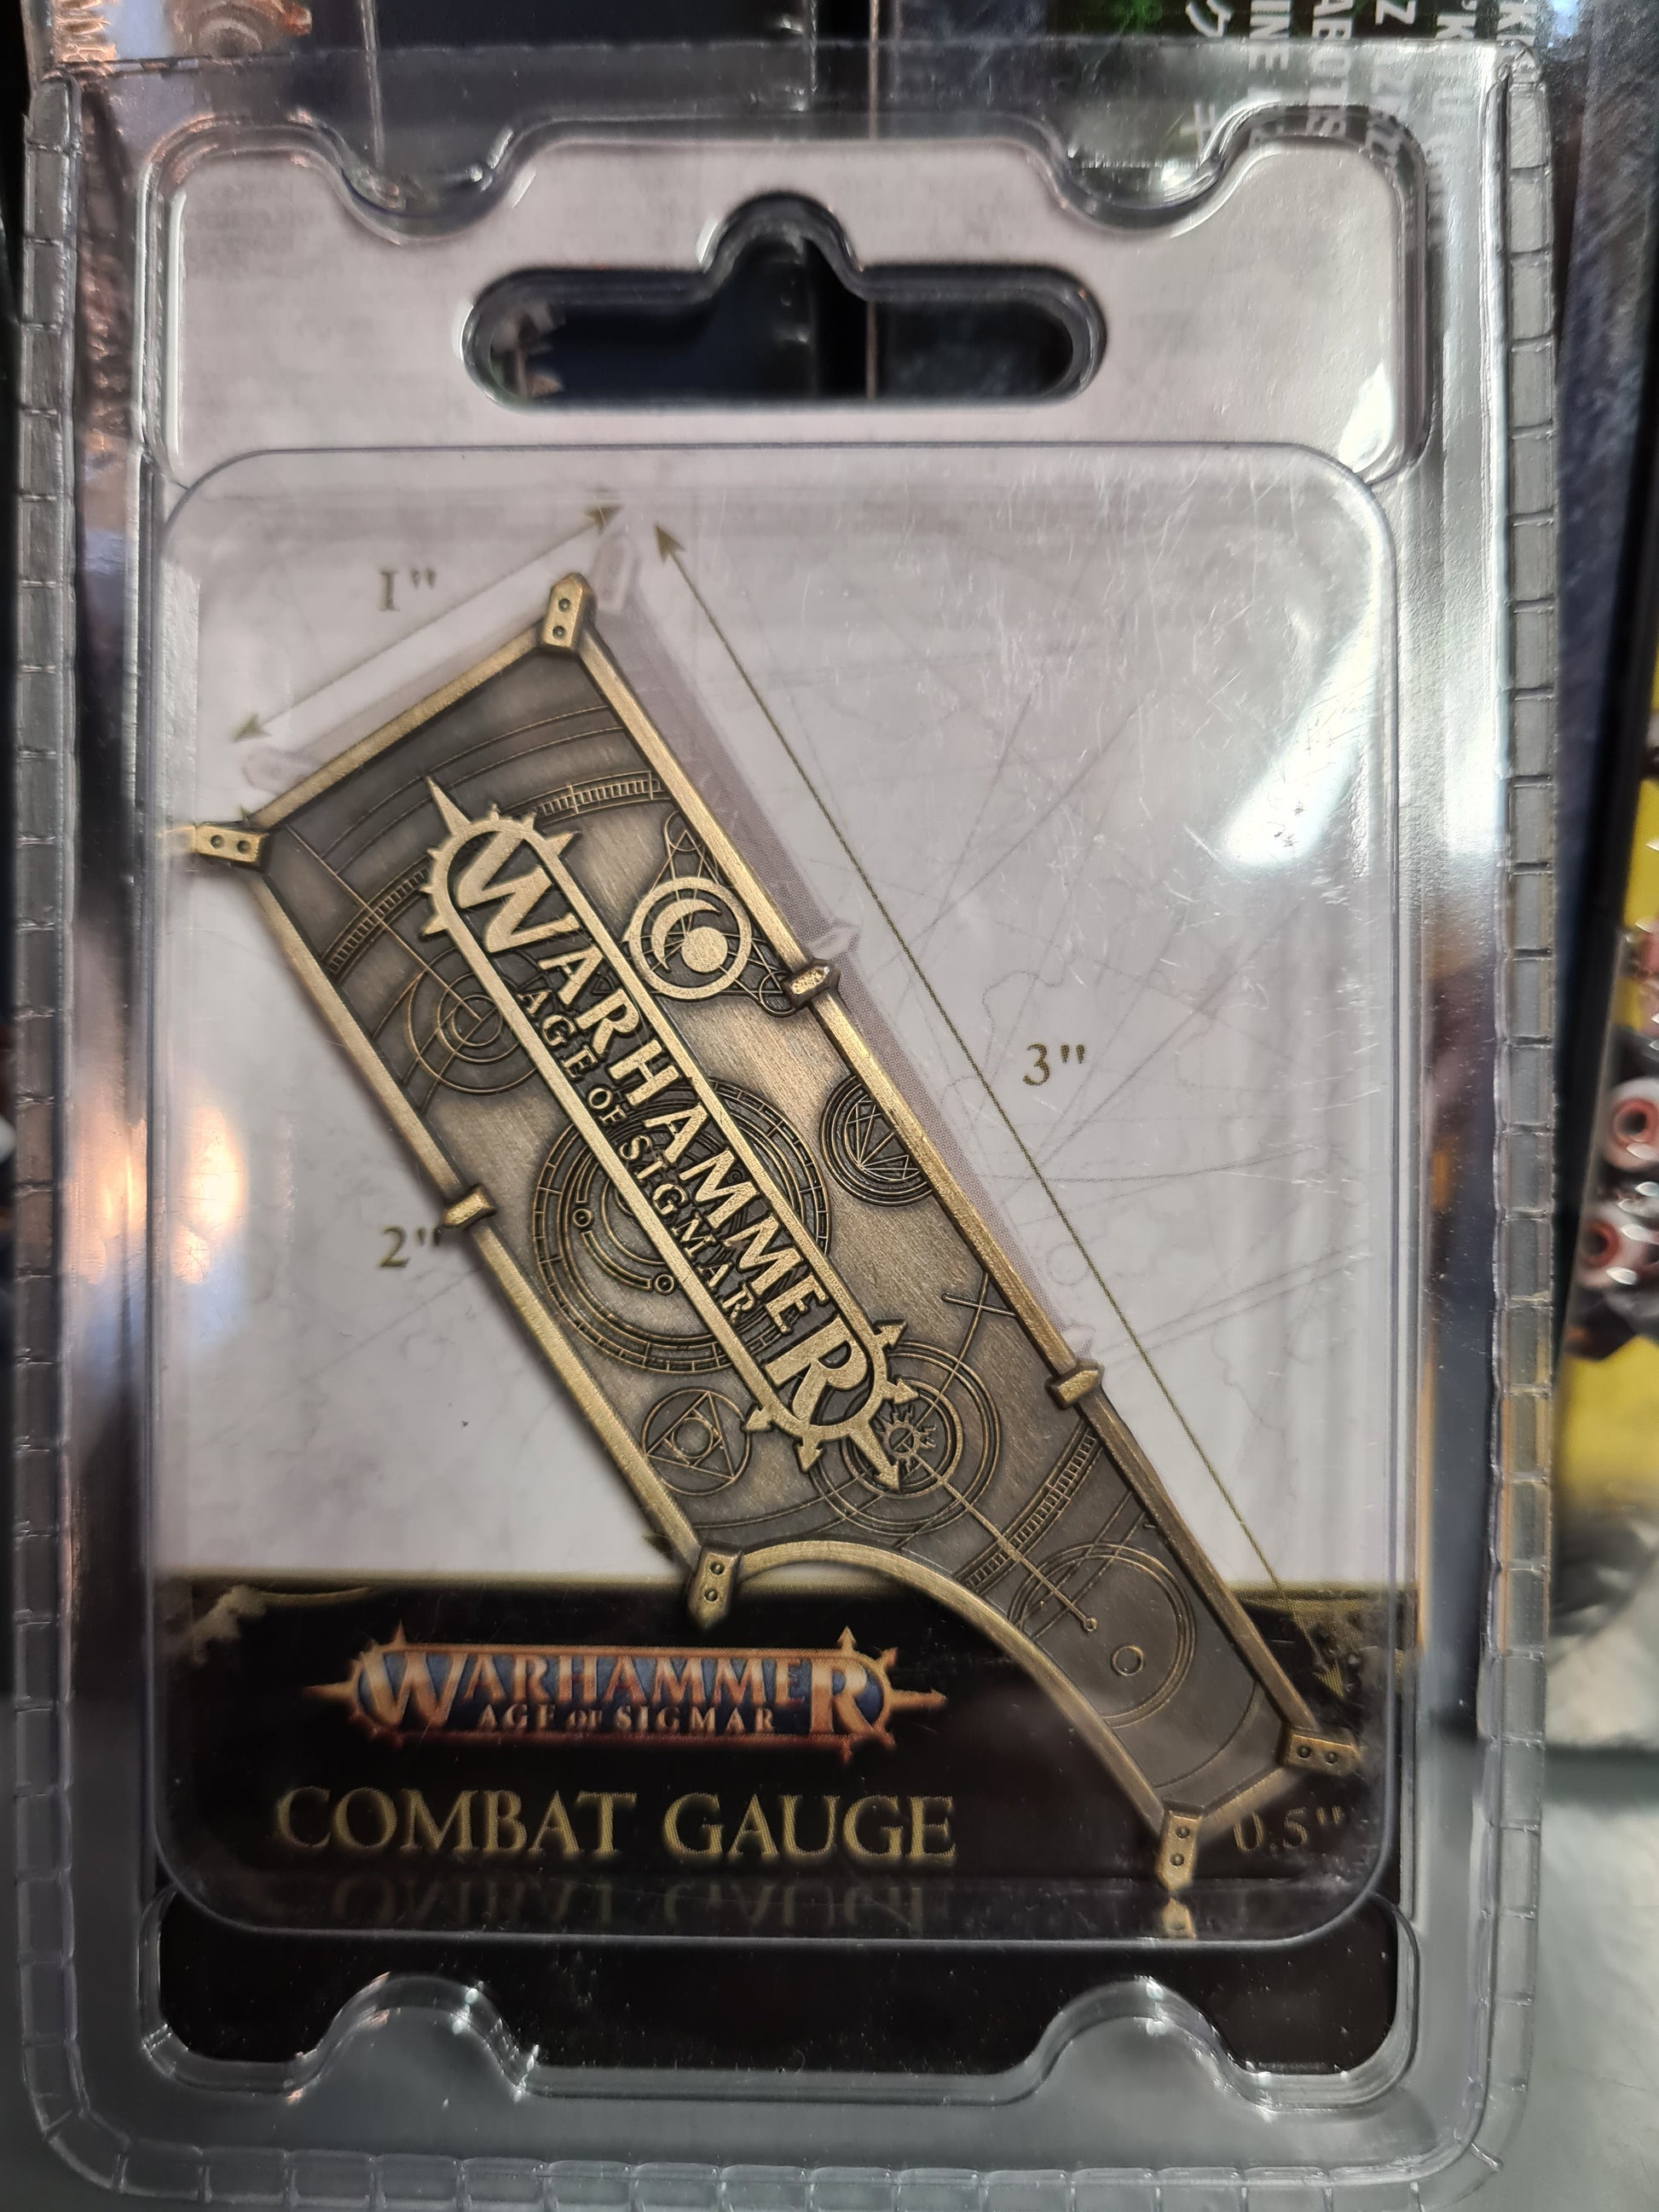 1"
3"
WARHAMMER
AGE OF SIGMAR
2"
WARHAMMER
AGE OF SIGMAR
COMBAT GAUGE
0.5"